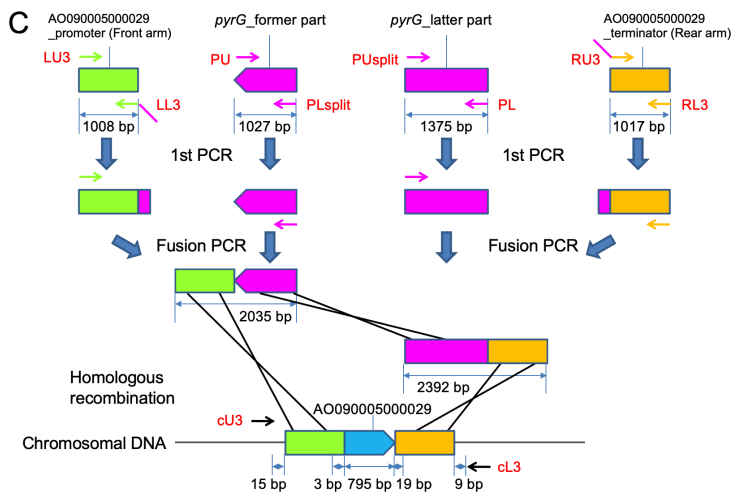 C
AO090005000029
_promoter (Front arm)
pyrG_former part
pyrG_latter part
AO090005000029
_terminator (Rear arm)
LU3
PU
PUsplit
RU3
LL3
PLsplit
PL
RL3
1008 bp
1027 bp
1375 bp
1017 bp
1st PCR
1st PCR
Fusion PCR
Fusion PCR
2035 bp
2392 bp
Homologous
recombination
AO090005000029
cU3
Chromosomal DNA
cL3
15 bp
3 bp
795 bp
19 bp
9 bp